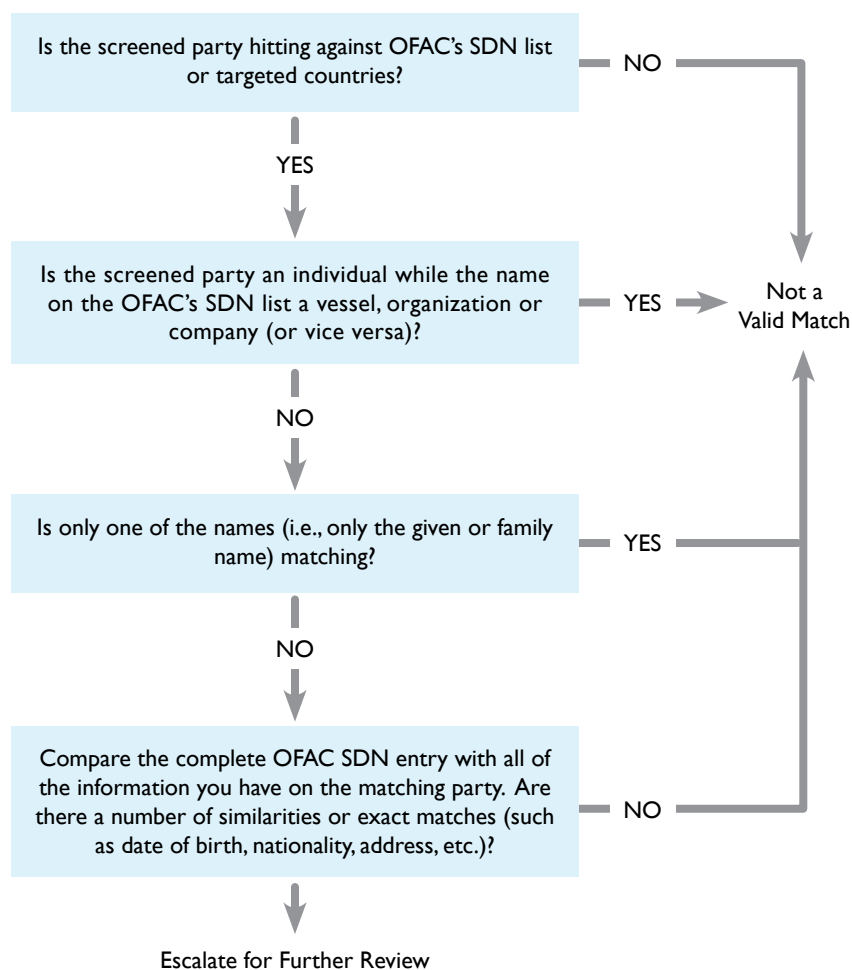 Is the screened party hitting against OFAC's SDN list
or targeted countries?
NO
YES
Is the screened party an individual while the name
on the OFAC's SDN list a vessel, organization or
company (or vice versa)?
YES
Not a
Valid Match
NO
Is only one of the names (i.e., only the given or family
name) matching?
YES
NO
Compare the complete OFAC SDN entry with all of
the information you have on the matching party. Are
there a number of similarities or exact matches (such
as date of birth, nationality, address, etc.)?
NO
Escalate for Further Review